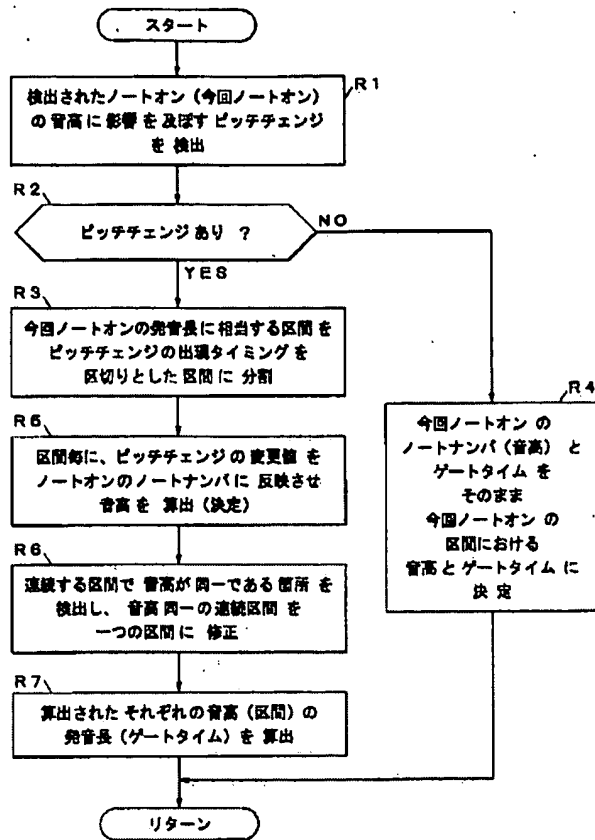 スタート
R1
検出されたノートオン(今回ノートオン)
の音高に影響を及ぼすピッチチェンジ
を検出
R2
ピッチチェンジあり ?
NO
YES
R3
今回ノートオンの発音長に相当する区間を
ピッチチェンジの出現タイミングを
区切りとした区間に分割
R4
今回ノートオンの
ノートナンバ(音高)と
ゲートタイムを
そのまま
今回ノートオンの
区間における
音高とゲートタイムに
決定
R5
区間毎に、ピッチチェンジの変更値を
ノートオンのノートナンバに反映させ
音高を算出(決定)
R6
連続する区間で音高が同一である箇所を
検出し、音高同一の連続区間を
一つの区間に修正
R7
算出されたそれぞれの音高(区間)の
発音長(ゲートタイム)を算出
リターン